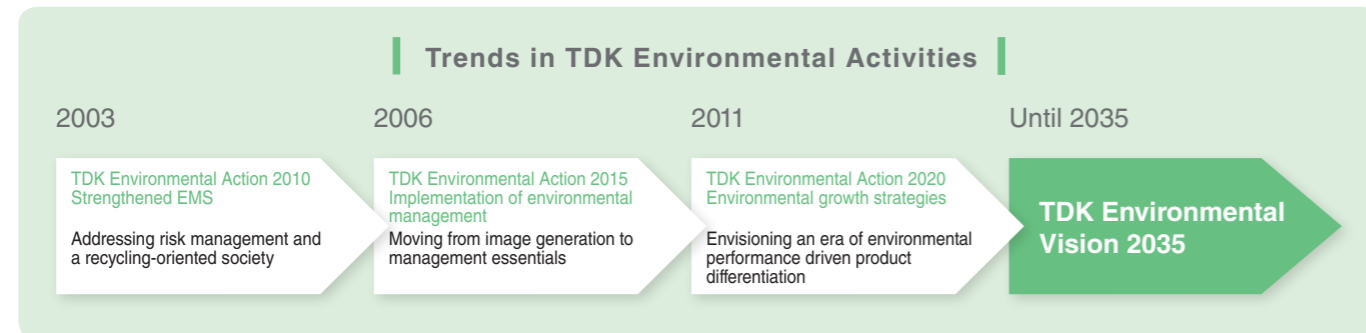 Trends in TDK Environmental Activities
2003
TDK Environmental Action 2010
Strengthened EMS
Addressing risk management and
a recycling-oriented society
2006
TDK Environmental Action 2015
Implementation of environmental
management
Moving from image generation to
management essentials
2011
TDK Environmental Action 2020
Environmental growth strategies
Envisioning an era of environmental
performance driven product
differentiation
Until 2035
TDK Environmental
Vision 2035